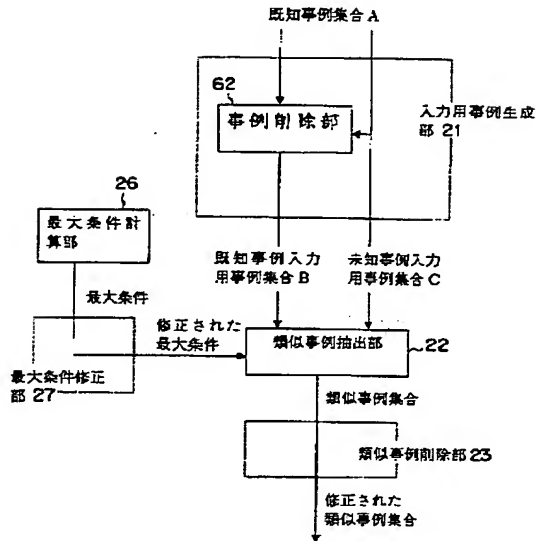 既知事例集合A
62
事例削除部
入力用事例生成
部 21
26
最大条件計
算部
既知事例入力
用事例集合B
未知事例入力
用事例集合C
最大条件
修正された
最大条件
類似事例抽出部
22
最大条件修正
部 27
類似事例集合
類似事例削除部 23
修正された
類似事例集合